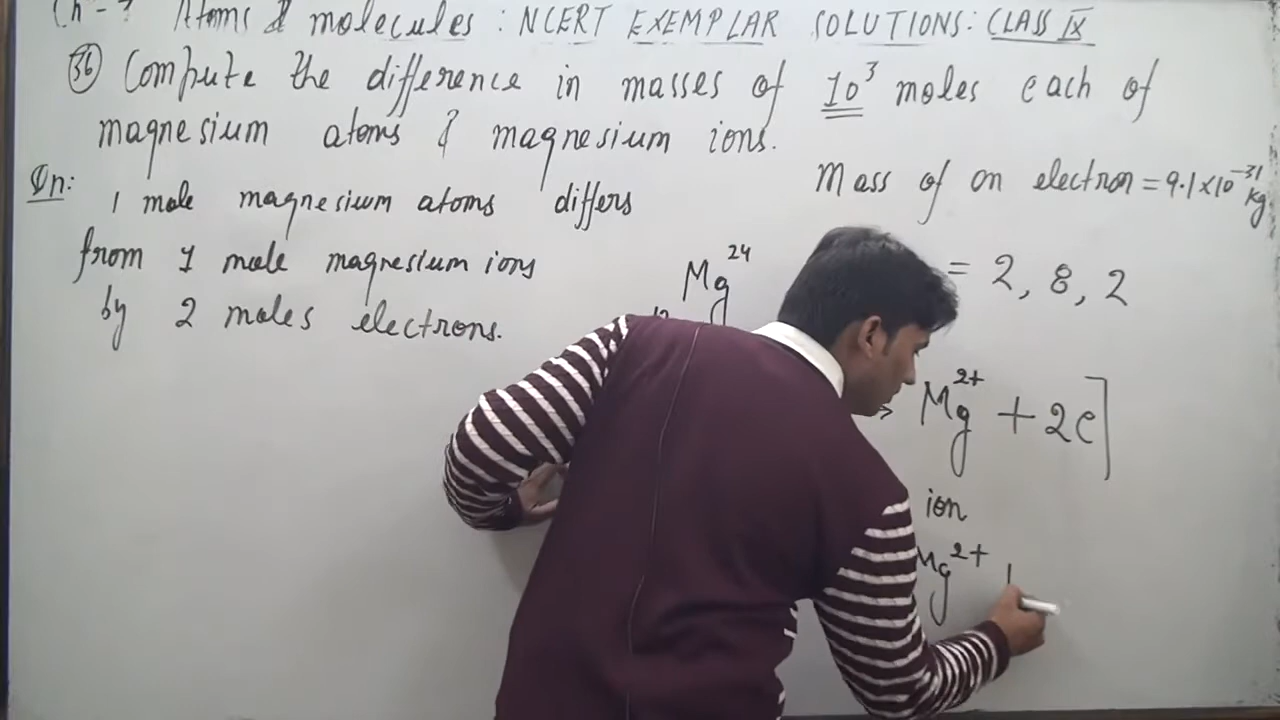 Atoms & molecules : NCERT EXEMPLAR SOLUTIONS: CLASS IX
36 Compute the difference in masses of 10³ moles each of
magnesium atoms & magnesium ions.
Mass of on electron = 9.1×10⁻³¹ kg
1 mole magnesium atoms differs
from 1 mole magnesium ions
by 2 moles electrons.
Mg²⁴
= 2, 8, 2
Mg²⁺ + 2e]
ion
Mg²⁺